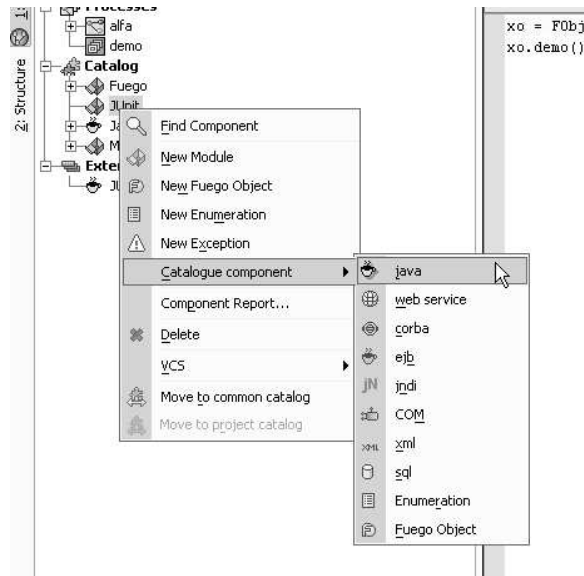 Processes
alfa
demo
Catalog
Fuego
JUnit
2: Structure
Find Component
New Module
New Fuego Object
New Enumeration
New Exception
Catalogue component
Component Report...
Delete
VCS
Move to common catalog
Move to project catalog
java
web service
corba
ejb
jN
jndi
COM
XML
xml
sql
Enumeration
Fuego Object
xo = FObj
xo.demo()